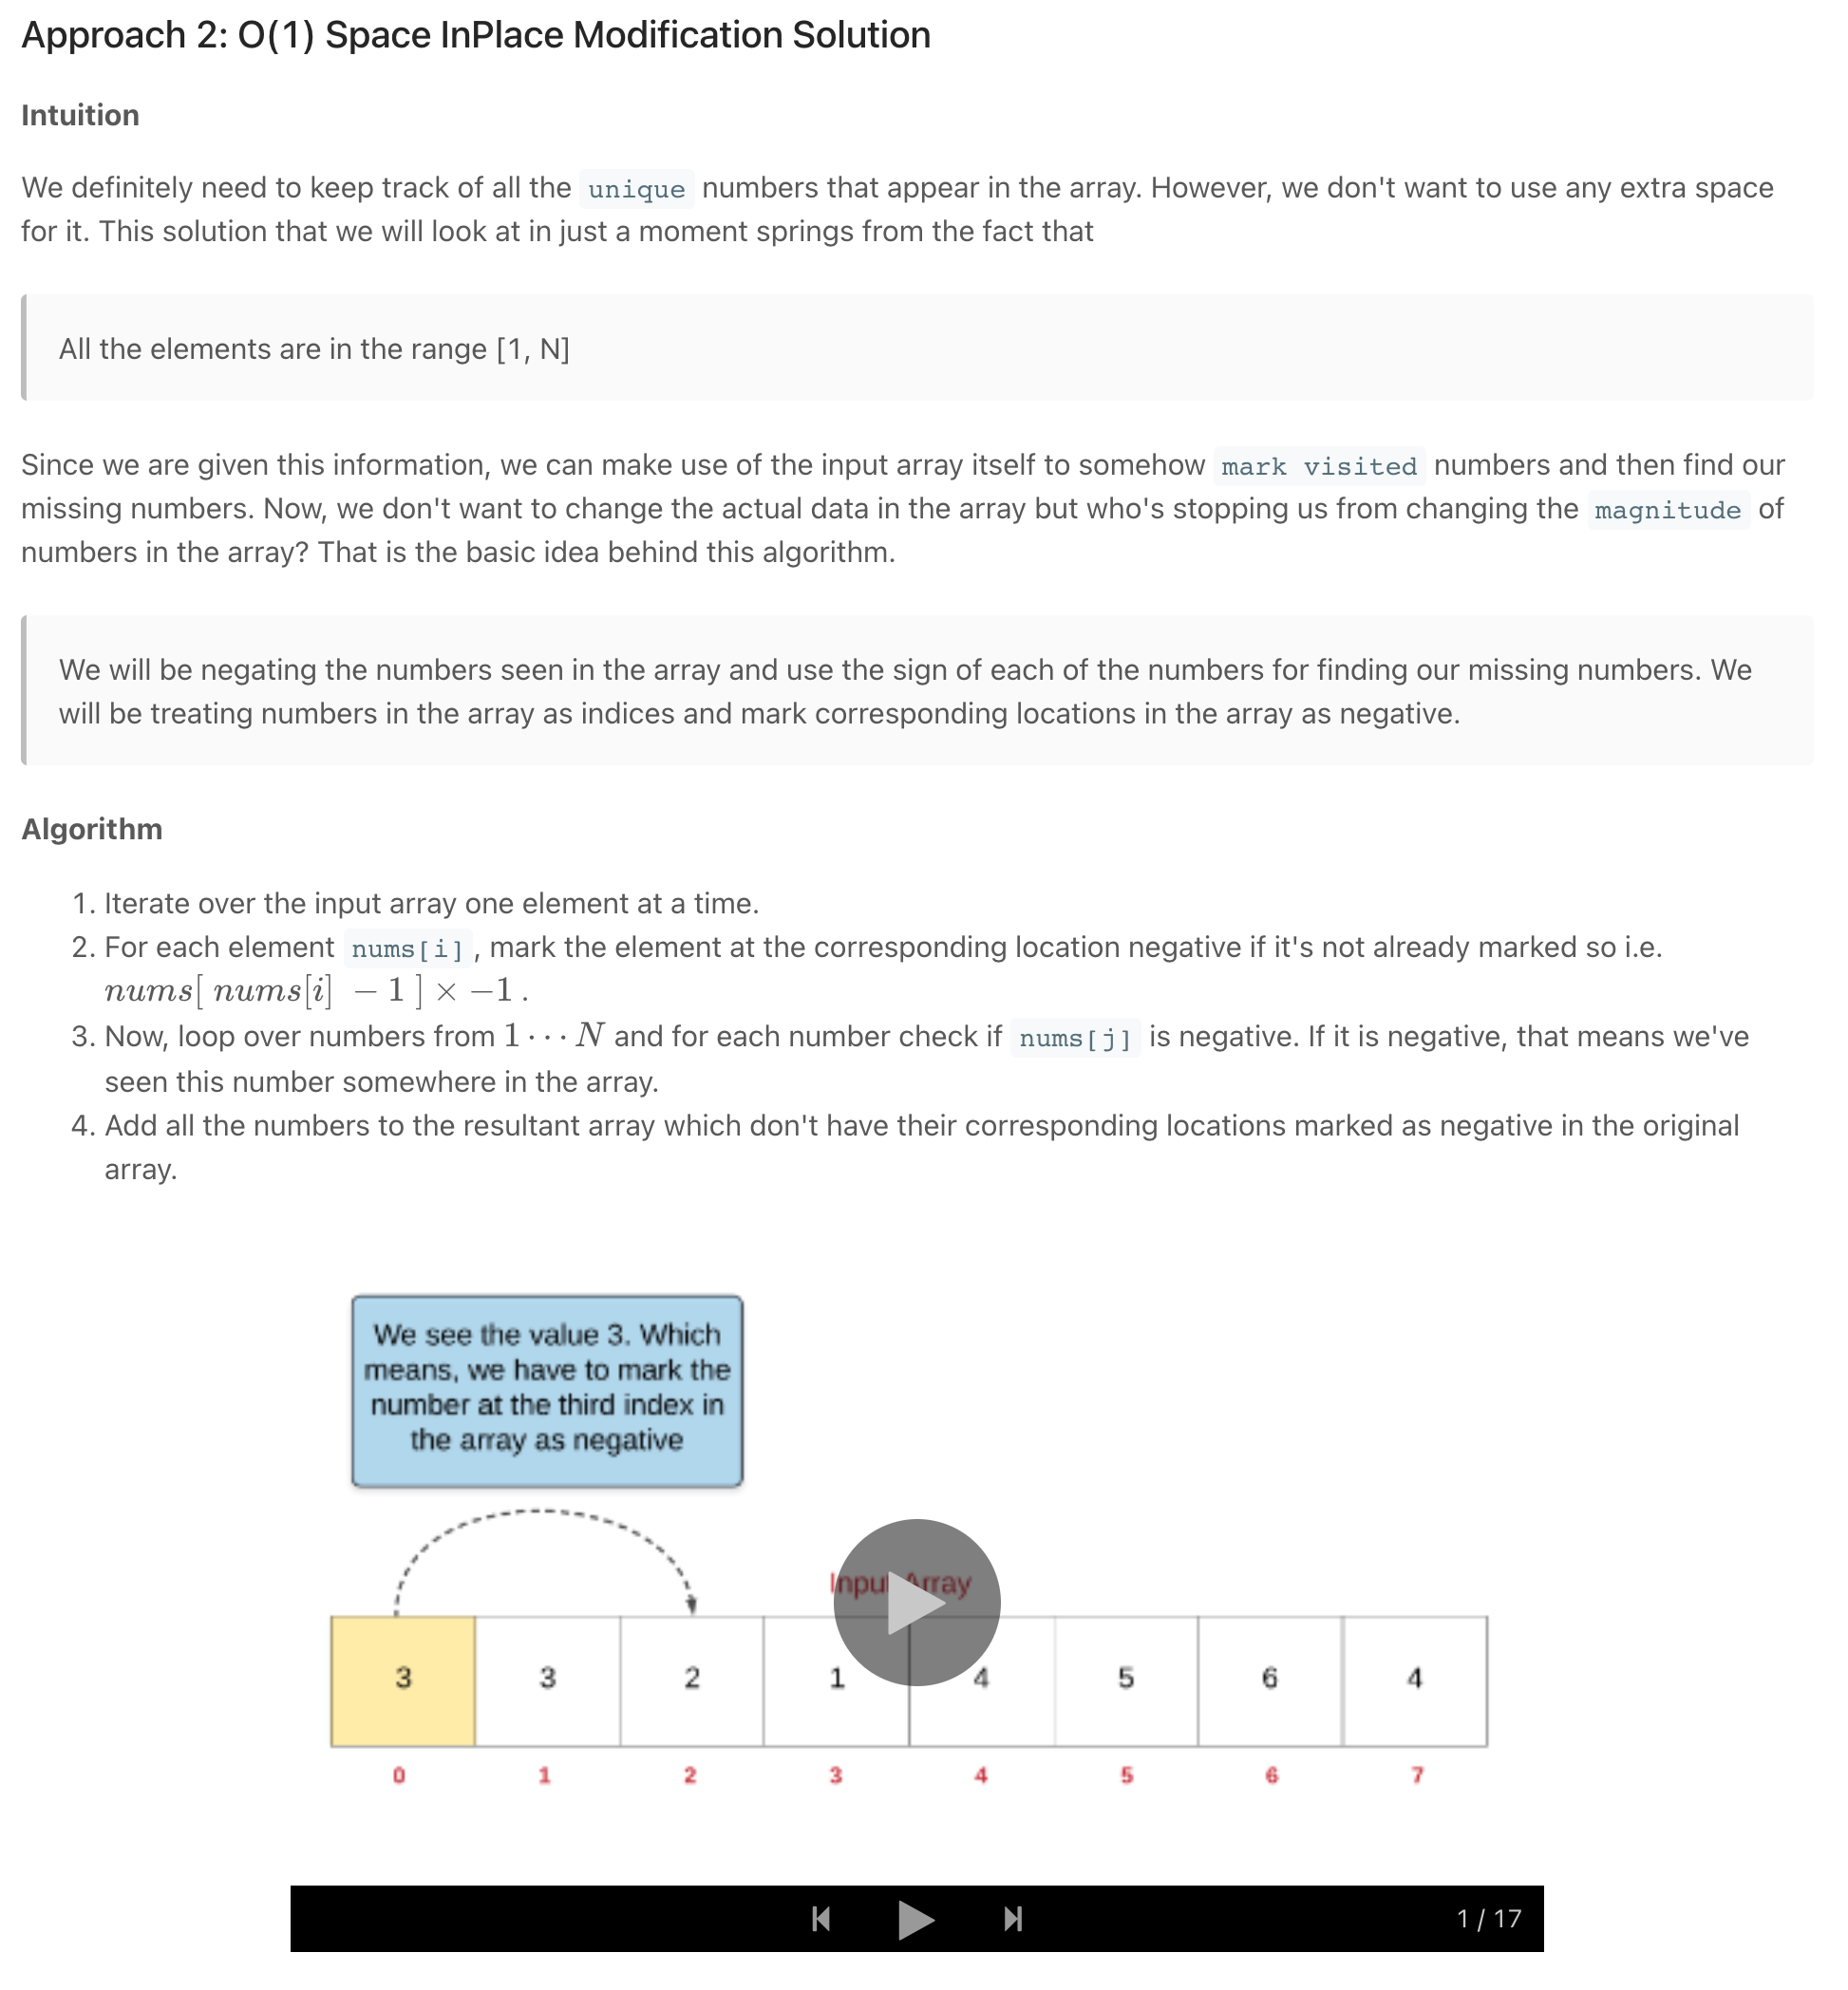 Approach 2: O(1) Space InPlace Modification Solution
Intuition
We definitely need to keep track of all the unique numbers that appear in the array. However, we don't want to use any extra space
for it. This solution that we will look at in just a moment springs from the fact that
All the elements are in the range [1, N]
Since we are given this information, we can make use of the input array itself to somehow mark visited numbers and then find our
missing numbers. Now, we don't want to change the actual data in the array but who's stopping us from changing the magnitude of
numbers in the array? That is the basic idea behind this algorithm.
We will be negating the numbers seen in the array and use the sign of each of the numbers for finding our missing numbers. We
will be treating numbers in the array as indices and mark corresponding locations in the array as negative.
Algorithm
1. Iterate over the input array one element at a time.
2. For each element nums[i], mark the element at the corresponding location negative if it's not already marked so i.e.
nums[ nums[i] − 1 ] × −1 .
3. Now, loop over numbers from 1 ⋯ N and for each number check if nums[j] is negative. If it is negative, that means we've
seen this number somewhere in the array.
4. Add all the numbers to the resultant array which don't have their corresponding locations marked as negative in the original
array.
We see the value 3. Which
means, we have to mark the
number at the third index in
the array as negative
Input Array
3 3 2 1 4 5 6 4
0 1 2 3 4 5 6 7
1 / 17